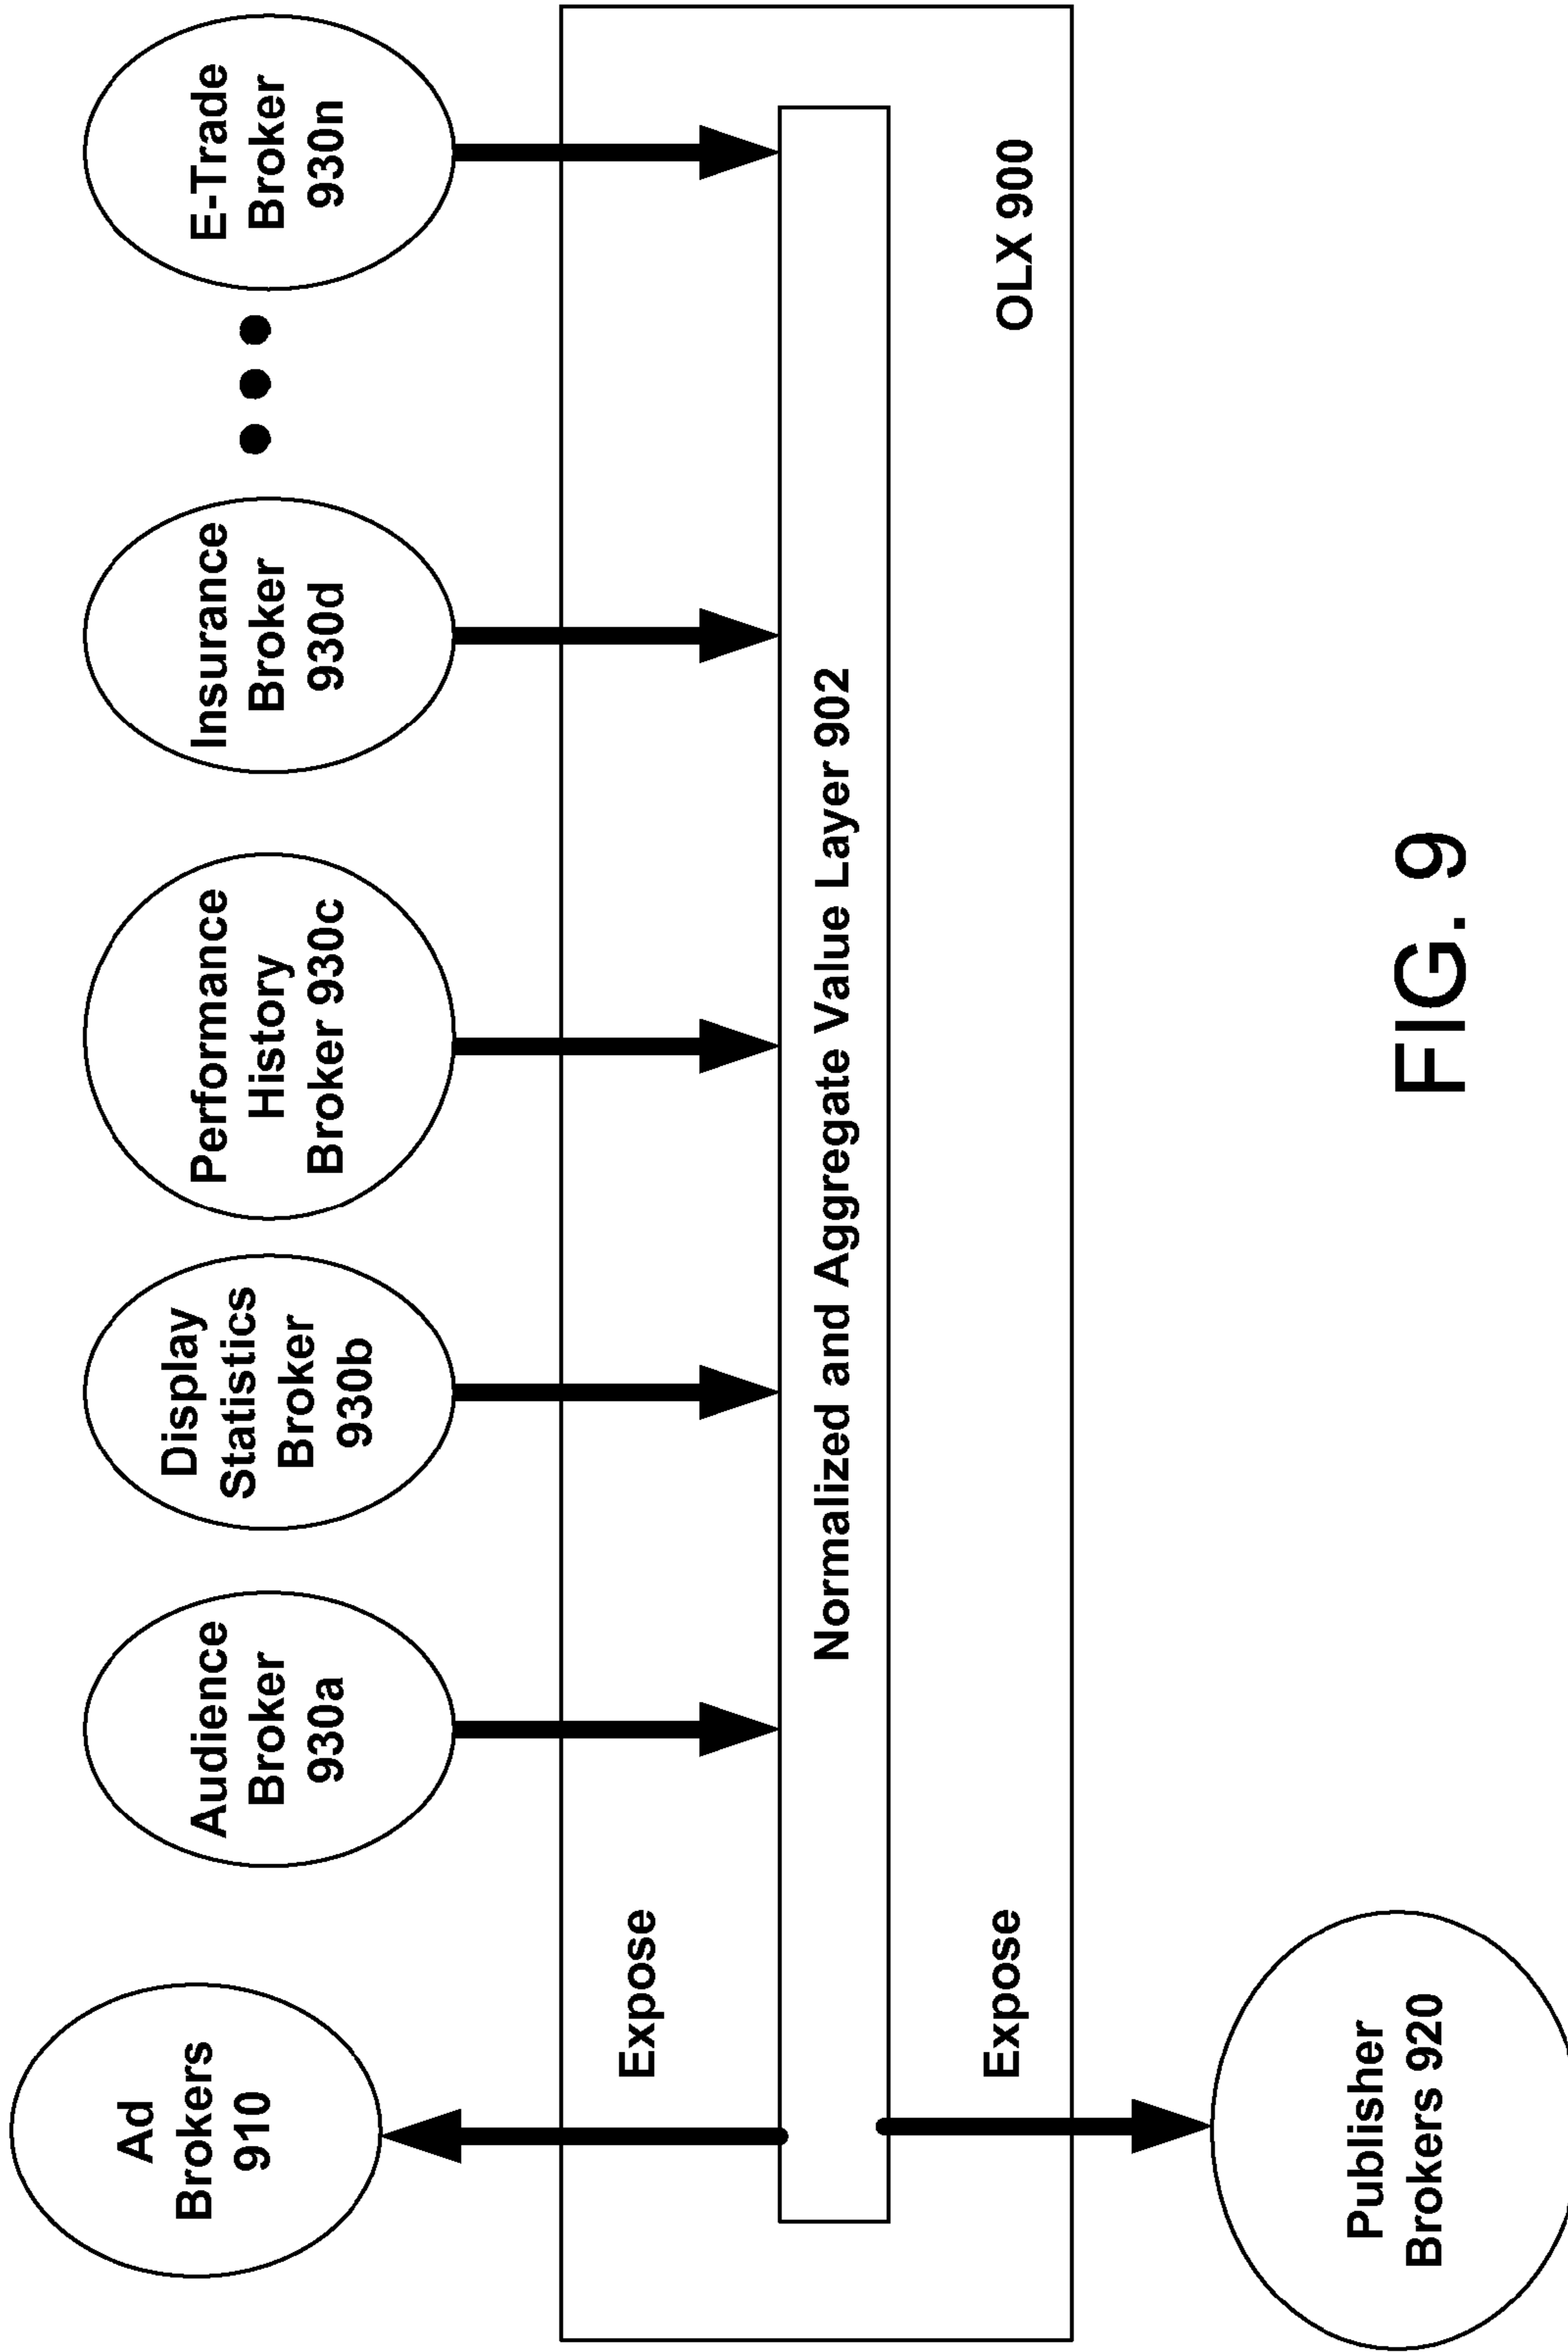 Ad
Brokers
910
Audience
Broker
930a
Display
Statistics
Broker
930b
Performance
History
Broker 930c
Insurance
Broker
930d
E-Trade
Broker
930n
Expose
Normalized and Aggregate Value Layer 902
Expose
OLX 900
Publisher
Brokers 920
FIG. 9